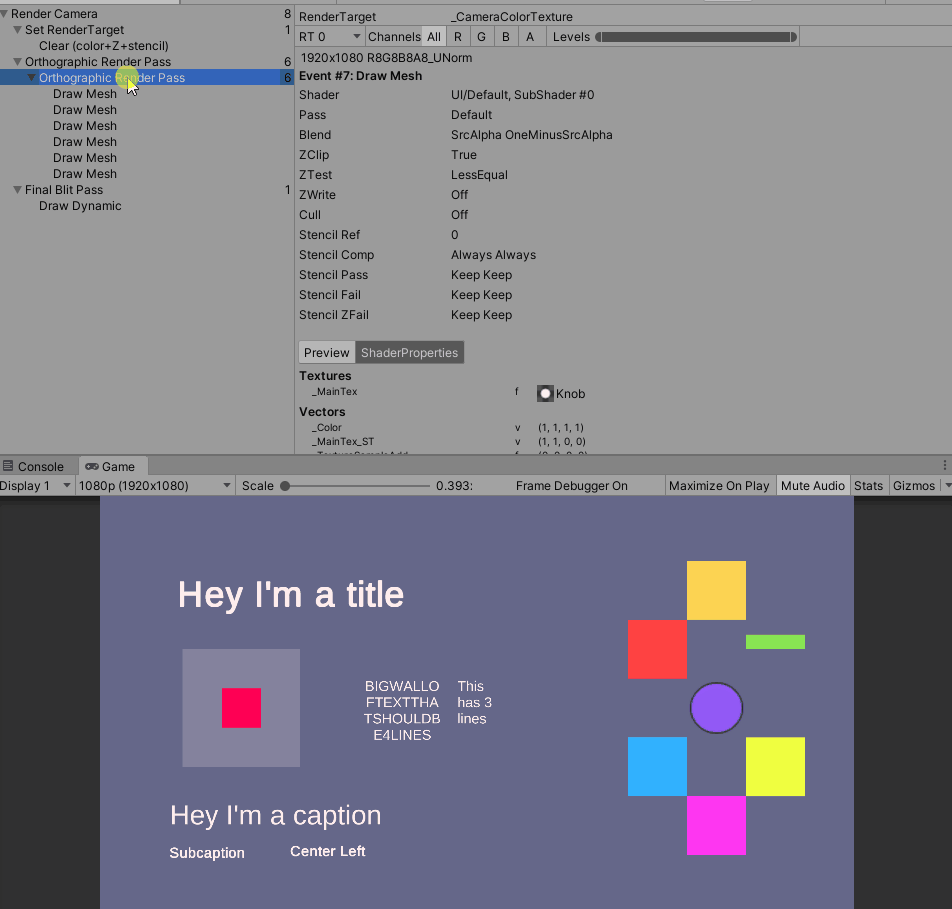 Render Camera 8
Set RenderTarget 1
Clear (color+Z+stencil)
Orthographic Render Pass 6
Orthographic Render Pass 6
Draw Mesh
Draw Mesh
Draw Mesh
Draw Mesh
Draw Mesh
Draw Mesh
Final Blit Pass 1
Draw Dynamic
RenderTarget _CameraColorTexture
RT 0 Channels All R G B A Levels
1920x1080 R8G8B8A8_UNorm
Event #7: Draw Mesh
Shader UI/Default, SubShader #0
Pass Default
Blend SrcAlpha OneMinusSrcAlpha
ZClip True
ZTest LessEqual
ZWrite Off
Cull Off
Stencil Ref 0
Stencil Comp Always Always
Stencil Pass Keep Keep
Stencil Fail Keep Keep
Stencil ZFail Keep Keep
Preview ShaderProperties
Textures
_MainTex f Knob
Vectors
_Color v (1, 1, 1, 1)
_MainTex_ST v (1, 1, 0, 0)
Console Game
Display 1 1080p (1920x1080) Scale 0.393: Frame Debugger On Maximize On Play Mute Audio Stats Gizmos
Hey I'm a title
BIGWALLO
FTEXTTHA
TSHOULDB
E4LINES
This
has 3
lines
Hey I'm a caption
Subcaption
Center Left